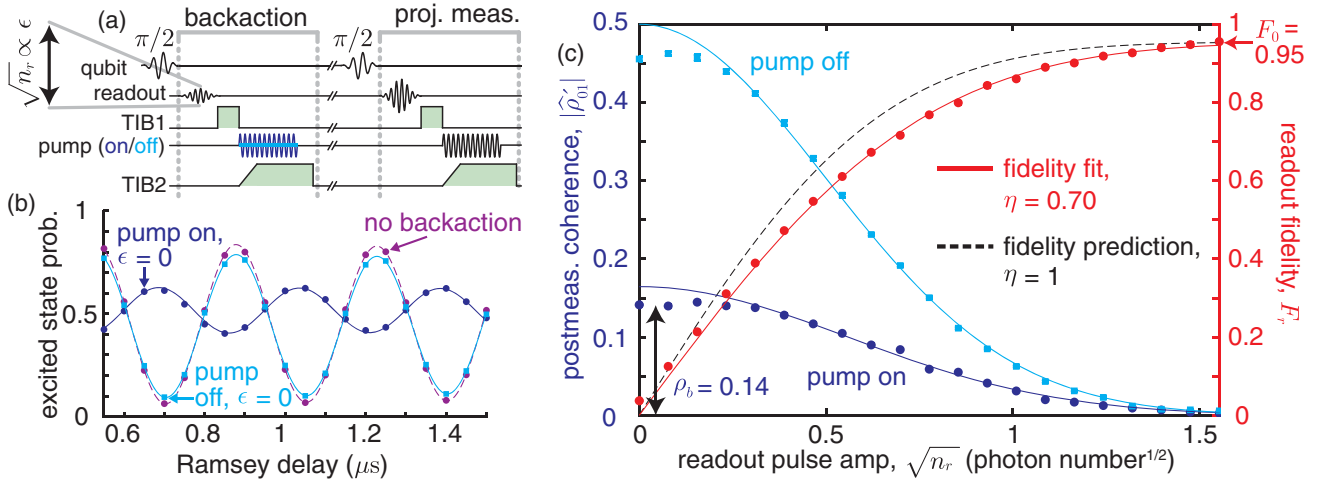 (a)
backaction
proj. meas.
√n_r ∝ ϵ
π/2
π/2
qubit
readout
TIB1
pump (on/off)
TIB2
(b)
excited state prob.
1
0.5
0
pump on,
ϵ = 0
no backaction
pump
off, ϵ = 0
0.6
0.8
1
1.2
1.4
Ramsey delay (μs)
(c)
postmeas. coherence, |ρ̂′₀₁|
0.5
0.4
0.3
0.2
0.1
0
pump off
pump on
ρ_b = 0.14
fidelity fit,
η = 0.70
fidelity prediction,
η = 1
F₀ =
0.95
1
0.8
0.6
0.4
0.2
0
readout fidelity, F_r
0
0.5
1
1.5
readout pulse amp, √n_r (photon number^1/2)